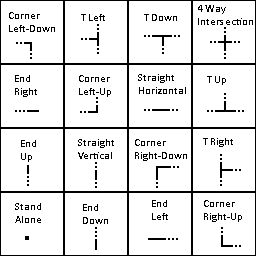 Corner
Left-Down
T Left
T Down
4 Way
Intersection
End
Right
Corner
Left-Up
Straight
Horizontal
T Up
End
Up
Straight
Vertical
Corner
Right-Down
T Right
Stand
Alone
End
Down
End
Left
Corner
Right-Up